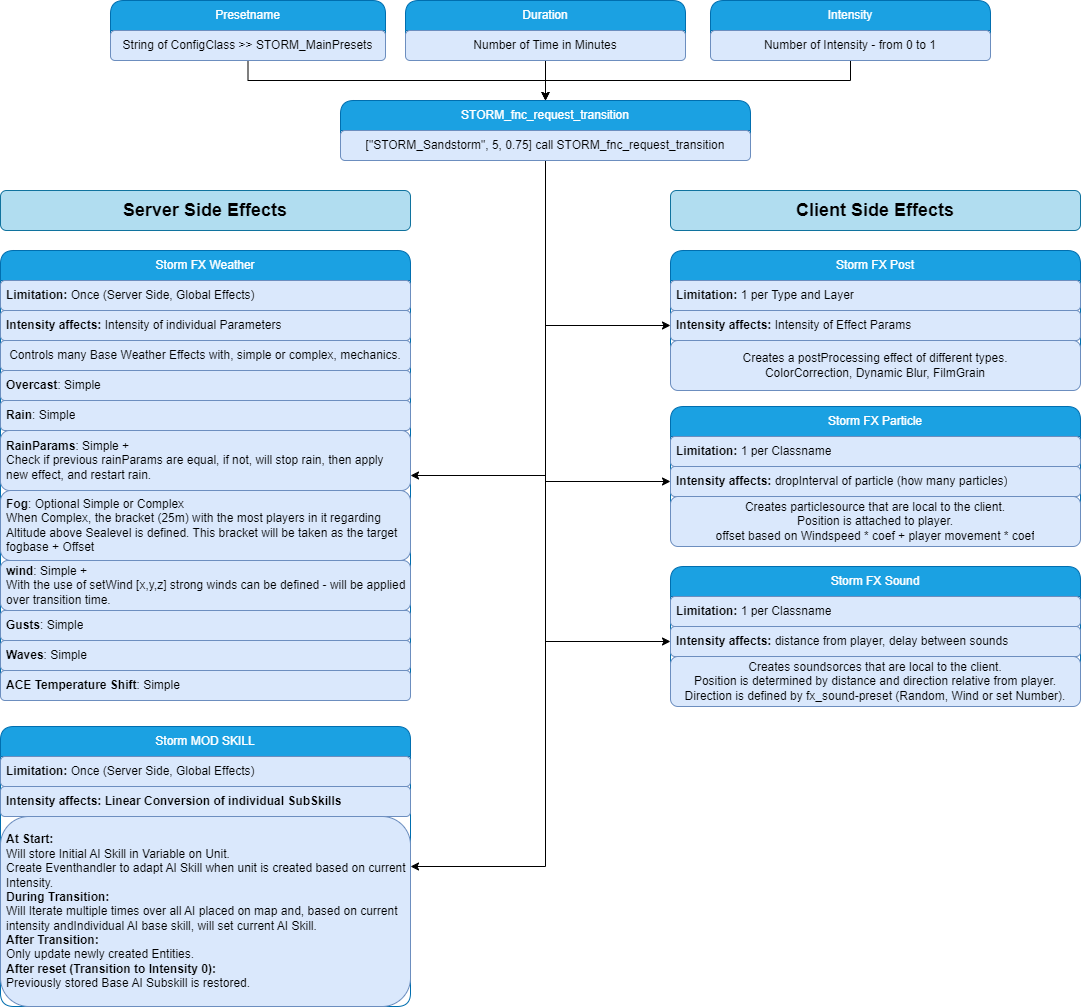 Presetname
String of ConfigClass >> STORM_MainPresets
Duration
Number of Time in Minutes
Intensity
Number of Intensity - from 0 to 1
STORM_fnc_request_transition
["STORM_Sandstorm", 5, 0.75] call STORM_fnc_request_transition
Server Side Effects
Storm FX Weather
Limitation: Once (Server Side, Global Effects)
Intensity affects: Intensity of individual Parameters
Controls many Base Weather Effects with, simple or complex, mechanics.
Overcast: Simple
Rain: Simple
RainParams: Simple +
Check if previous rainParams are equal, if not, will stop rain, then apply
new effect, and restart rain.
Fog: Optional Simple or Complex
When Complex, the bracket (25m) with the most players in it regarding
Altitude above Sealevel is defined. This bracket will be taken as the target
fogbase + Offset
wind: Simple +
With the use of setWind [x,y,z] strong winds can be defined - will be applied
over transition time.
Gusts: Simple
Waves: Simple
ACE Temperature Shift: Simple
Storm MOD SKILL
Limitation: Once (Server Side, Global Effects)
Intensity affects: Linear Conversion of individual SubSkills
At Start:
Will store Initial AI Skill in Variable on Unit.
Create Eventhandler to adapt AI Skill when unit is created based on current
Intensity.
During Transition:
Will Iterate multiple times over all AI placed on map and, based on current
intensity andIndividual AI base skill, will set current AI Skill.
After Transition:
Only update newly created Entities.
After reset (Transition to Intensity 0):
Previously stored Base AI Subskill is restored.
Client Side Effects
Storm FX Post
Limitation: 1 per Type and Layer
Intensity affects: Intensity of Effect Params
Creates a postProcessing effect of different types.
ColorCorrection, Dynamic Blur, FilmGrain
Storm FX Particle
Limitation: 1 per Classname
Intensity affects: dropInterval of particle (how many particles)
Creates particlesource that are local to the client.
Position is attached to player.
offset based on Windspeed * coef + player movement * coef
Storm FX Sound
Limitation: 1 per Classname
Intensity affects: distance from player, delay between sounds
Creates soundsorces that are local to the client.
Position is determined by distance and direction relative from player.
Direction is defined by fx_sound-preset (Random, Wind or set Number).